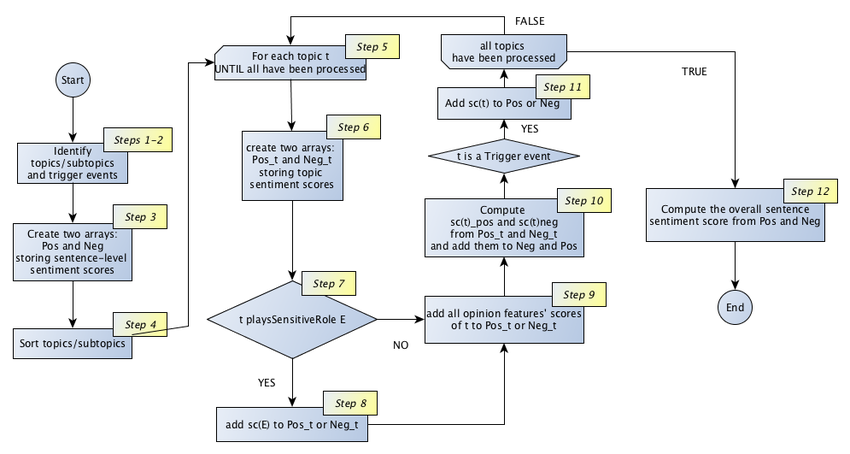 Start
Steps 1-2
Identify
topics/subtopics
and trigger events
Step 3
Create two arrays:
Pos and Neg
storing sentence-level
sentiment scores
Step 4
Sort topics/subtopics
Step 5
For each topic t
UNTIL all have been processed
Step 6
create two arrays:
Pos_t and Neg_t
storing topic
sentiment scores
Step 7
t playsSensitiveRole E
NO
YES
Step 8
add sc(E) to Pos_t or Neg_t
Step 9
add all opinion features' scores
of t to Pos_t or Neg_t
Step 10
Compute
sc(t)_pos and sc(t)neg
from Pos_t and Neg_t
and add them to Neg and Pos
t is a Trigger event
YES
Step 11
Add sc(t) to Pos or Neg
all topics
have been processed
FALSE
TRUE
Step 12
Compute the overall sentence
sentiment score from Pos and Neg
End